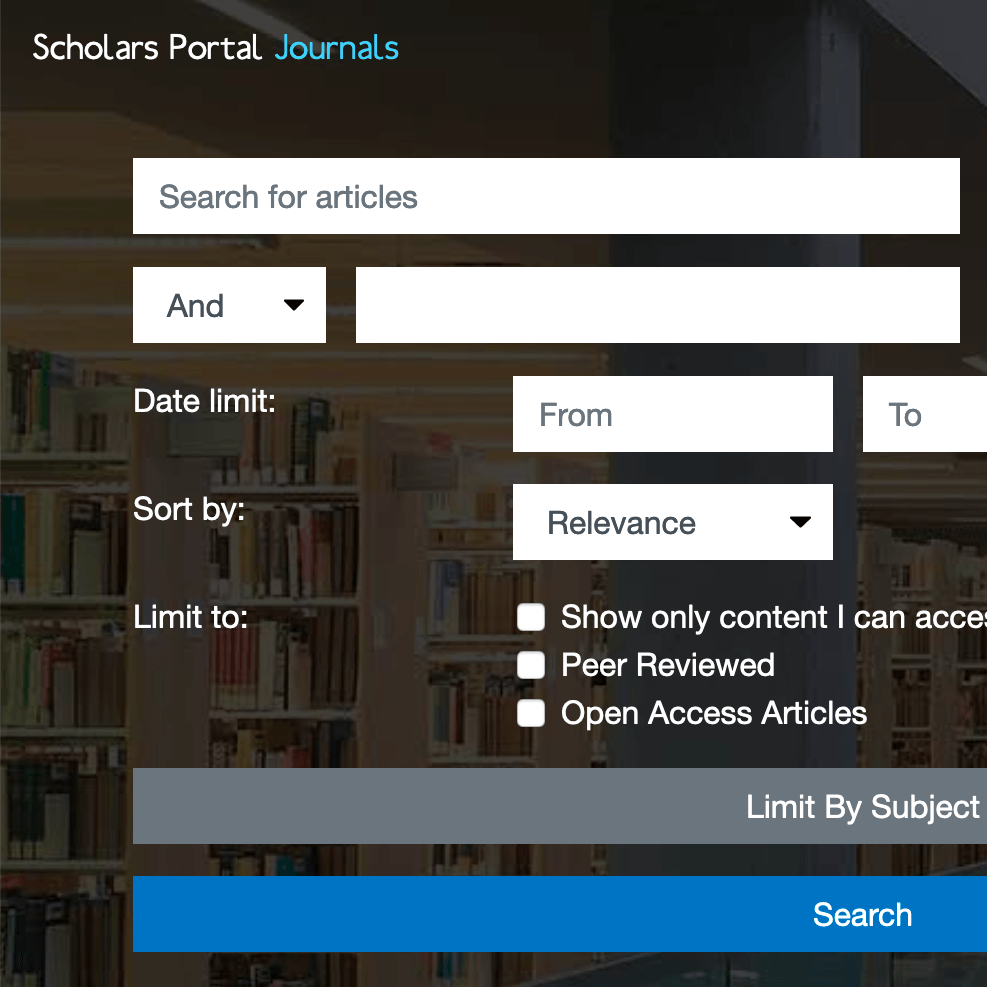 Scholars Portal Journals
Search for articles
And
Date limit:
From
To
Sort by:
Relevance
Limit to:
Show only content I can acces
Peer Reviewed
Open Access Articles
Limit By Subject
Search